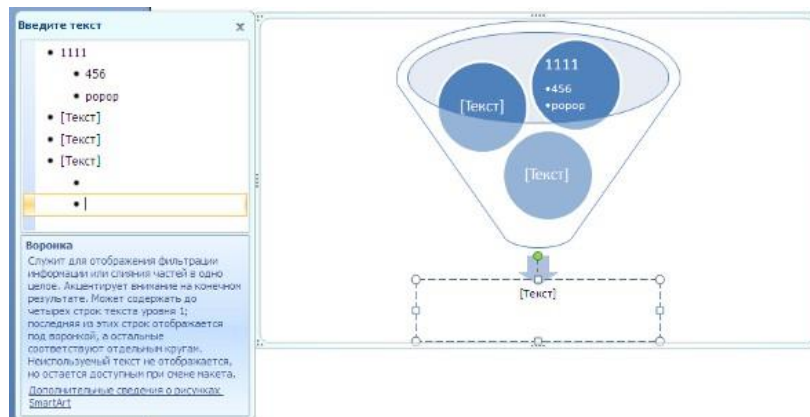 Введите текст
x
• 1111
• 456
• popop
• [Текст]
• [Текст]
• [Текст]
•
•
Воронка
Служит для отображения фильтрации
информации или слияния частей в одно
целое. Акцентирует внимание на конечном
результате. Может содержать до
четырех строк текста уровня 1;
последняя из этих строк отображается
под воронкой, а остальные
соответствуют отдельным кругам.
Неиспользуемый текст не отображается,
но остается доступным при смене макета.
Дополнительные сведения о рисунках
SmartArt
1111
•456
•popop
[Текст]
[Текст]
[Текст]